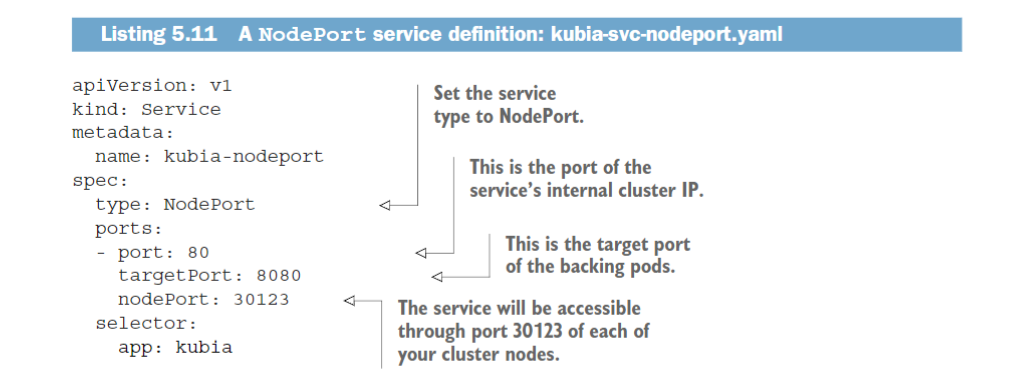 Listing 5.11 A NodePort service definition: kubia-svc-nodeport.yaml
apiVersion: v1
kind: Service
metadata:
  name: kubia-nodeport
spec:
  type: NodePort
  ports:
  - port: 80
    targetPort: 8080
    nodePort: 30123
  selector:
    app: kubia
Set the service
type to NodePort.
This is the port of the
service's internal cluster IP.
This is the target port
of the backing pods.
The service will be accessible
through port 30123 of each of
your cluster nodes.